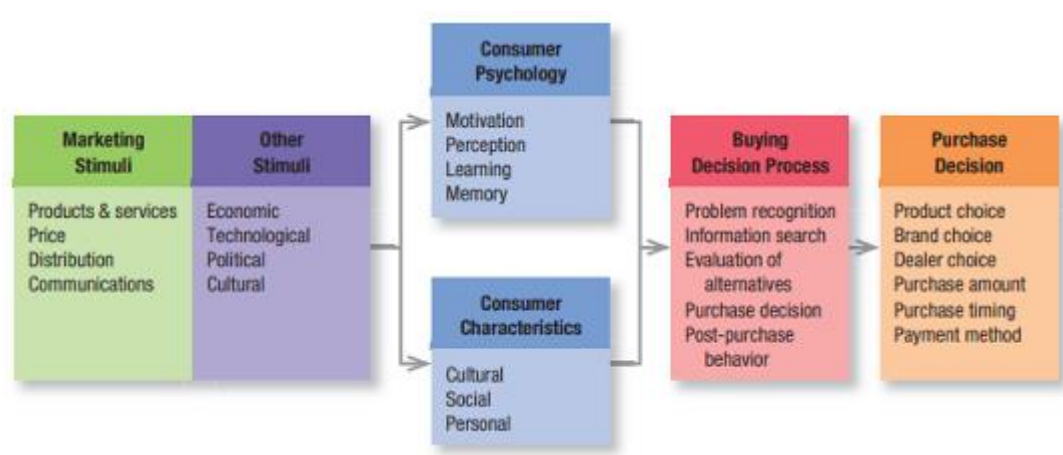 Marketing
Stimuli
Products & services
Price
Distribution
Communications
Other
Stimuli
Economic
Technological
Political
Cultural
Consumer
Psychology
Motivation
Perception
Learning
Memory
Consumer
Characteristics
Cultural
Social
Personal
Buying
Decision Process
Problem recognition
Information search
Evaluation of
alternatives
Purchase decision
Post-purchase
behavior
Purchase
Decision
Product choice
Brand choice
Dealer choice
Purchase amount
Purchase timing
Payment method